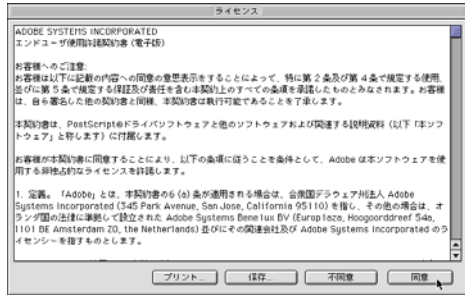 ライセンス
ADOBE SYSTEMS INCORPORATED
エンドユーザ使用許諾契約書 (電子版)
お客様へのご注意:
お客様は以下に記載の内容への同意の意思表示をすることによって、特に第 2 条及び第 4 条で規定する使用、
並びに第 5 条で規定する保証及び責任を含む本契約上のすべての条項を承諾したものとみなされます。お客様
は、自ら署名した他の契約書と同様、本契約書は執行可能であることを了承します。
本契約書は、PostScript®ドライバソフトウェアと他のソフトウェアおよび関連する説明資料 (以下「本ソフ
トウェア」と称します) に付属します。
お客様が本契約書に同意することにより、以下の条項に従うことを条件として、Adobe は本ソフトウェアを使
用する非独占的なライセンスを許諾します。
1. 定義。 「Adobe」とは、本契約書の6 (a) 条が適用される場合は、合衆国デラウェア州法人 Adobe
Systems Incorporated (345 Park Avenue, San Jose, California 95110) を指し、その他の場合は、オ
ランダ国の法律に準拠して設立された Adobe Systems Benelux BV (Europlaza, Hoogoorddreef 54a,
1101 BE Amsterdam ZO, the Netherlands) 並びにその関連会社及び Adobe Systems Incorporated のラ
イセンシーを指すものとします。
プリント... 保存... 不同意 同意